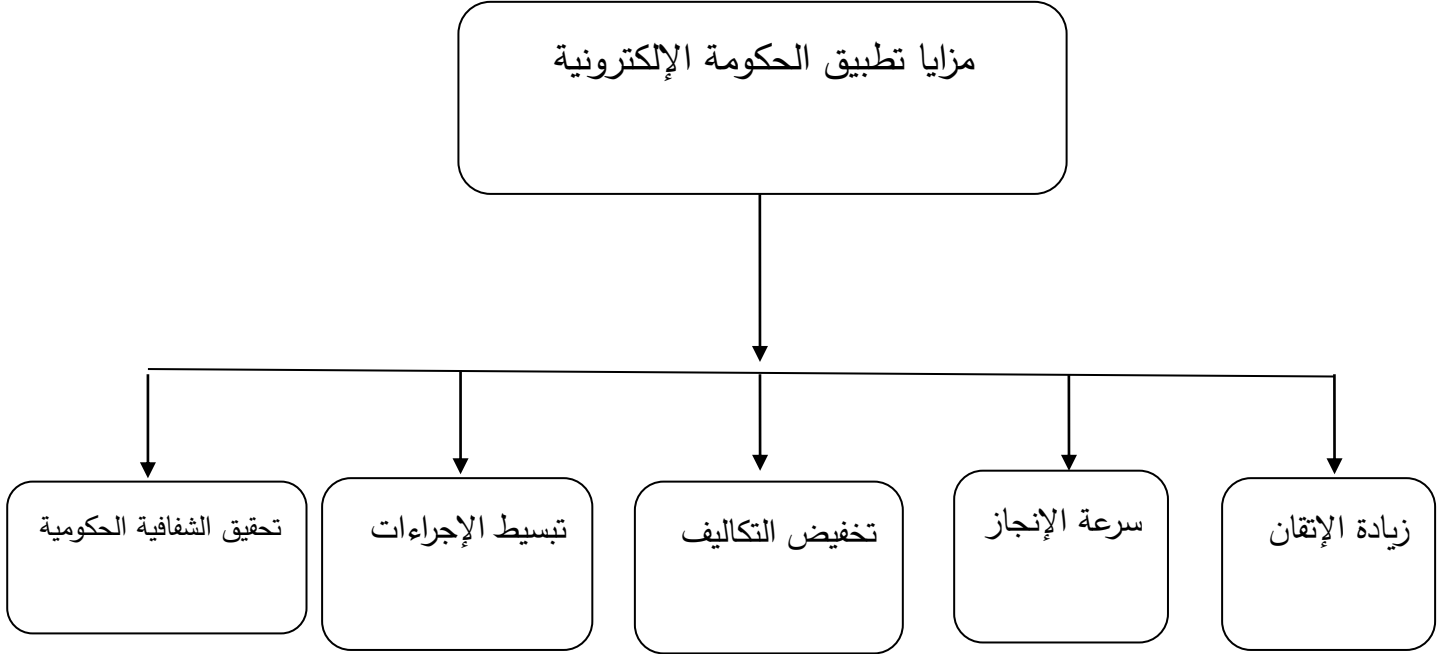 مزايا تطبيق الحكومة الإلكترونية
زيادة الإتقان
سرعة الإنجاز
تخفيض التكاليف
تبسيط الإجراءات
تحقيق الشفافية الحكومية